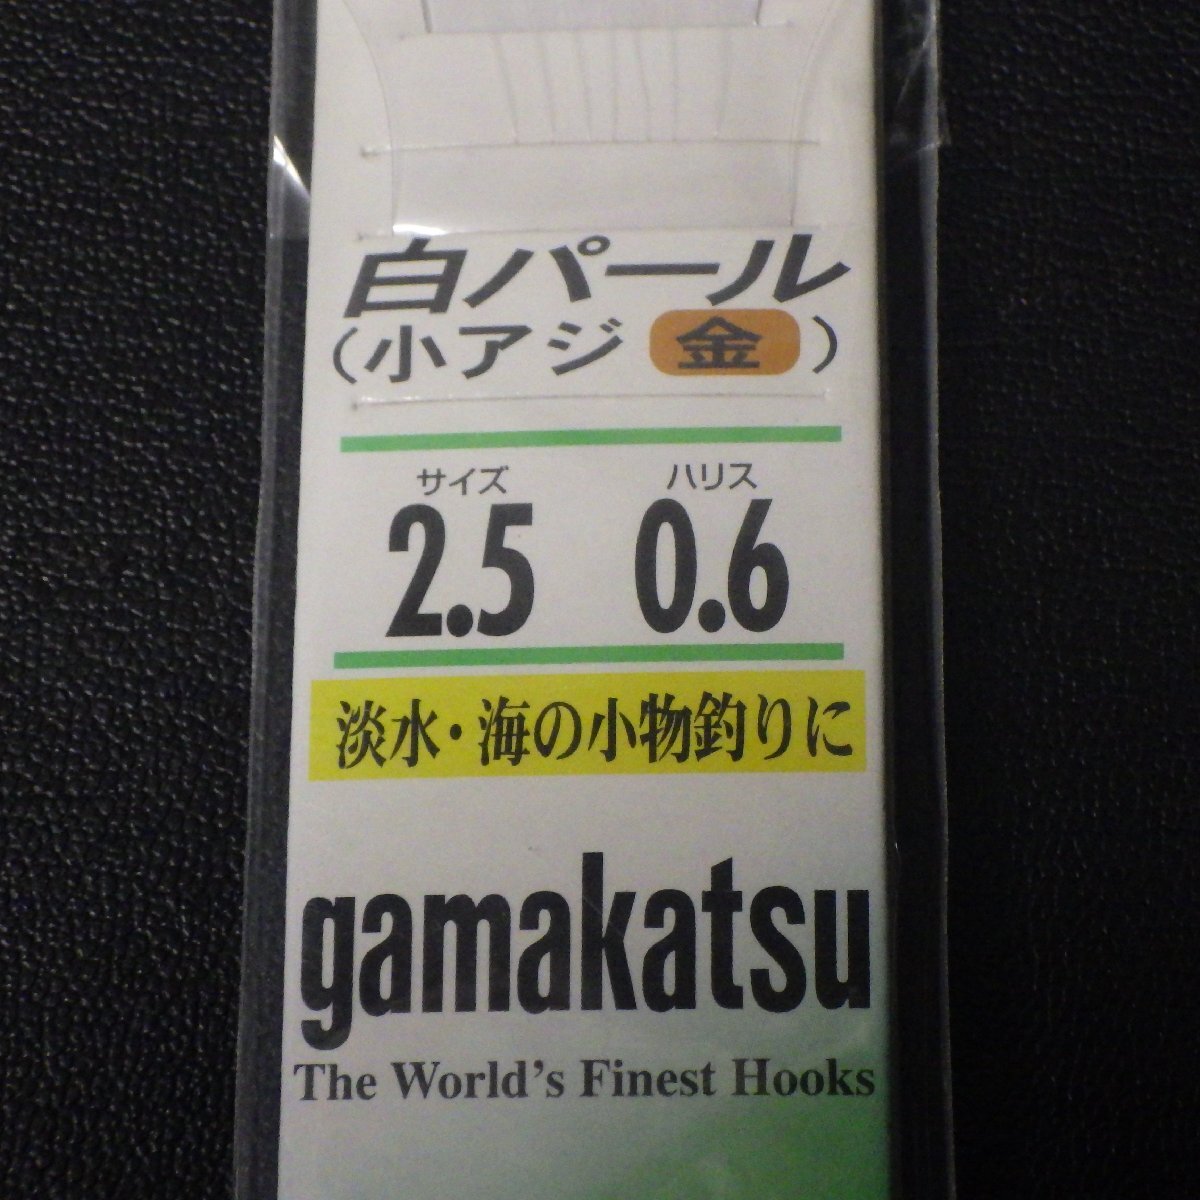 白パール
(小アジ 金)
サイズ ハリス
2.5 0.6
淡水・海の小物釣りに
gamakatsu
The World's Finest Hooks